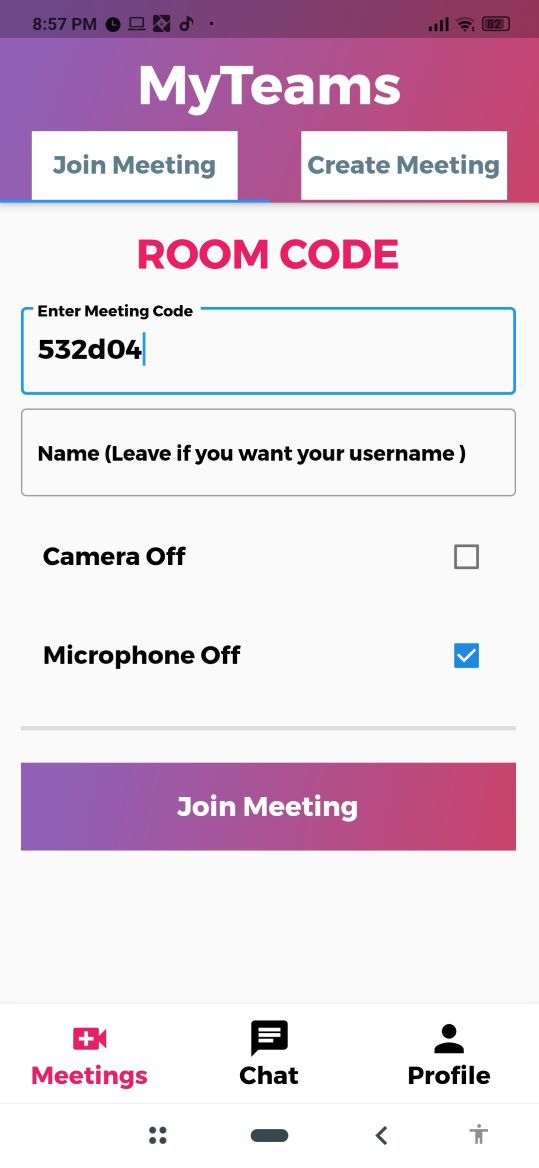 8:57 PM
82
MyTeams
Join Meeting
Create Meeting
ROOM CODE
Enter Meeting Code
532d04
Name (Leave if you want your username )
Camera Off
Microphone Off
Join Meeting
Meetings
Chat
Profile